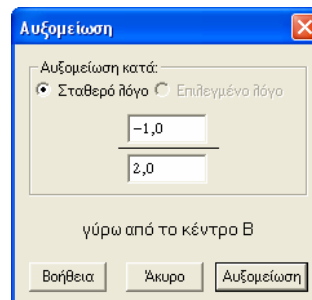 Αυξομείωση
Αυξομείωση κατά:
Σταθερό λόγο Επιλεγμένο λόγο
-1,0
2,0
γύρω από το κέντρο Β
Βοήθεια Άκυρο Αυξομείωση